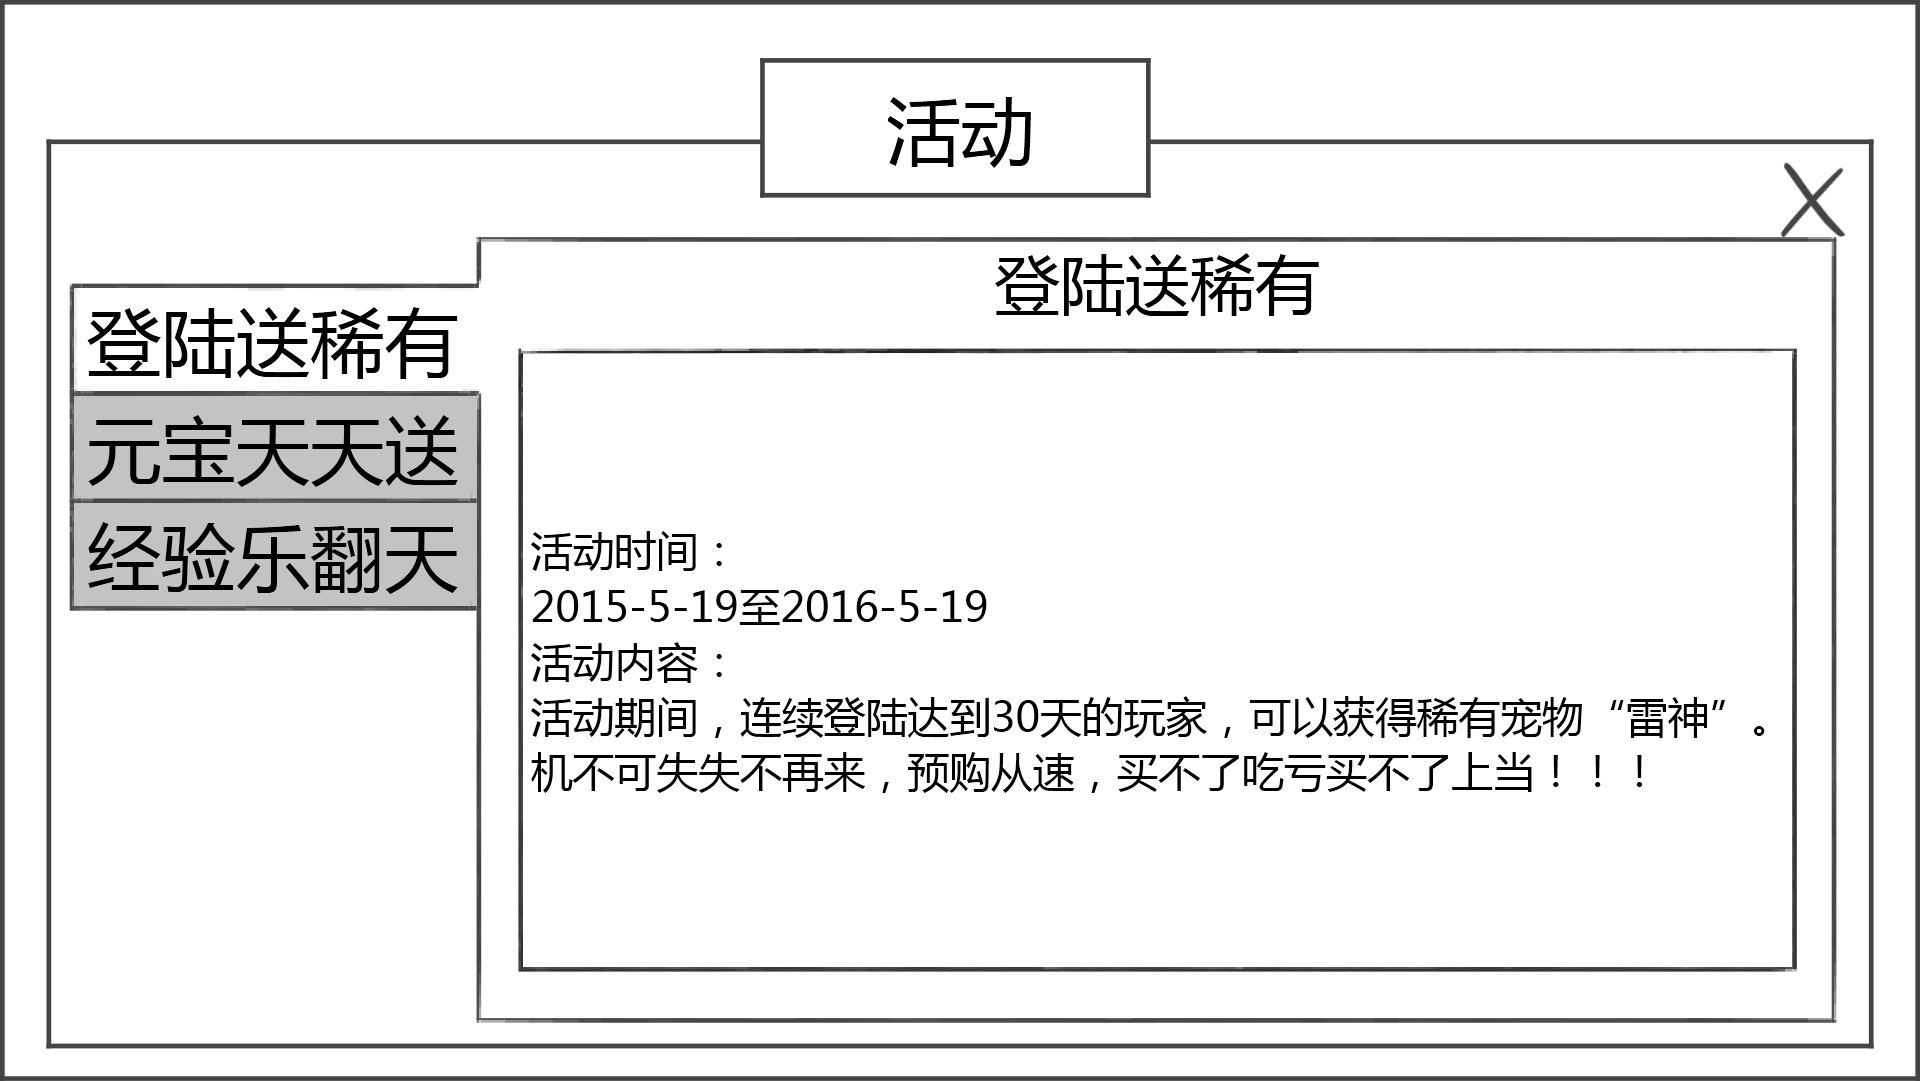 活动
登陆送稀有
元宝天天送
经验乐翻天
登陆送稀有
活动时间：
2015-5-19至2016-5-19
活动内容：
活动期间，连续登陆达到30天的玩家，可以获得稀有宠物“雷神”。
机不可失失不再来，预购从速，买不了吃亏买不了上当！！！